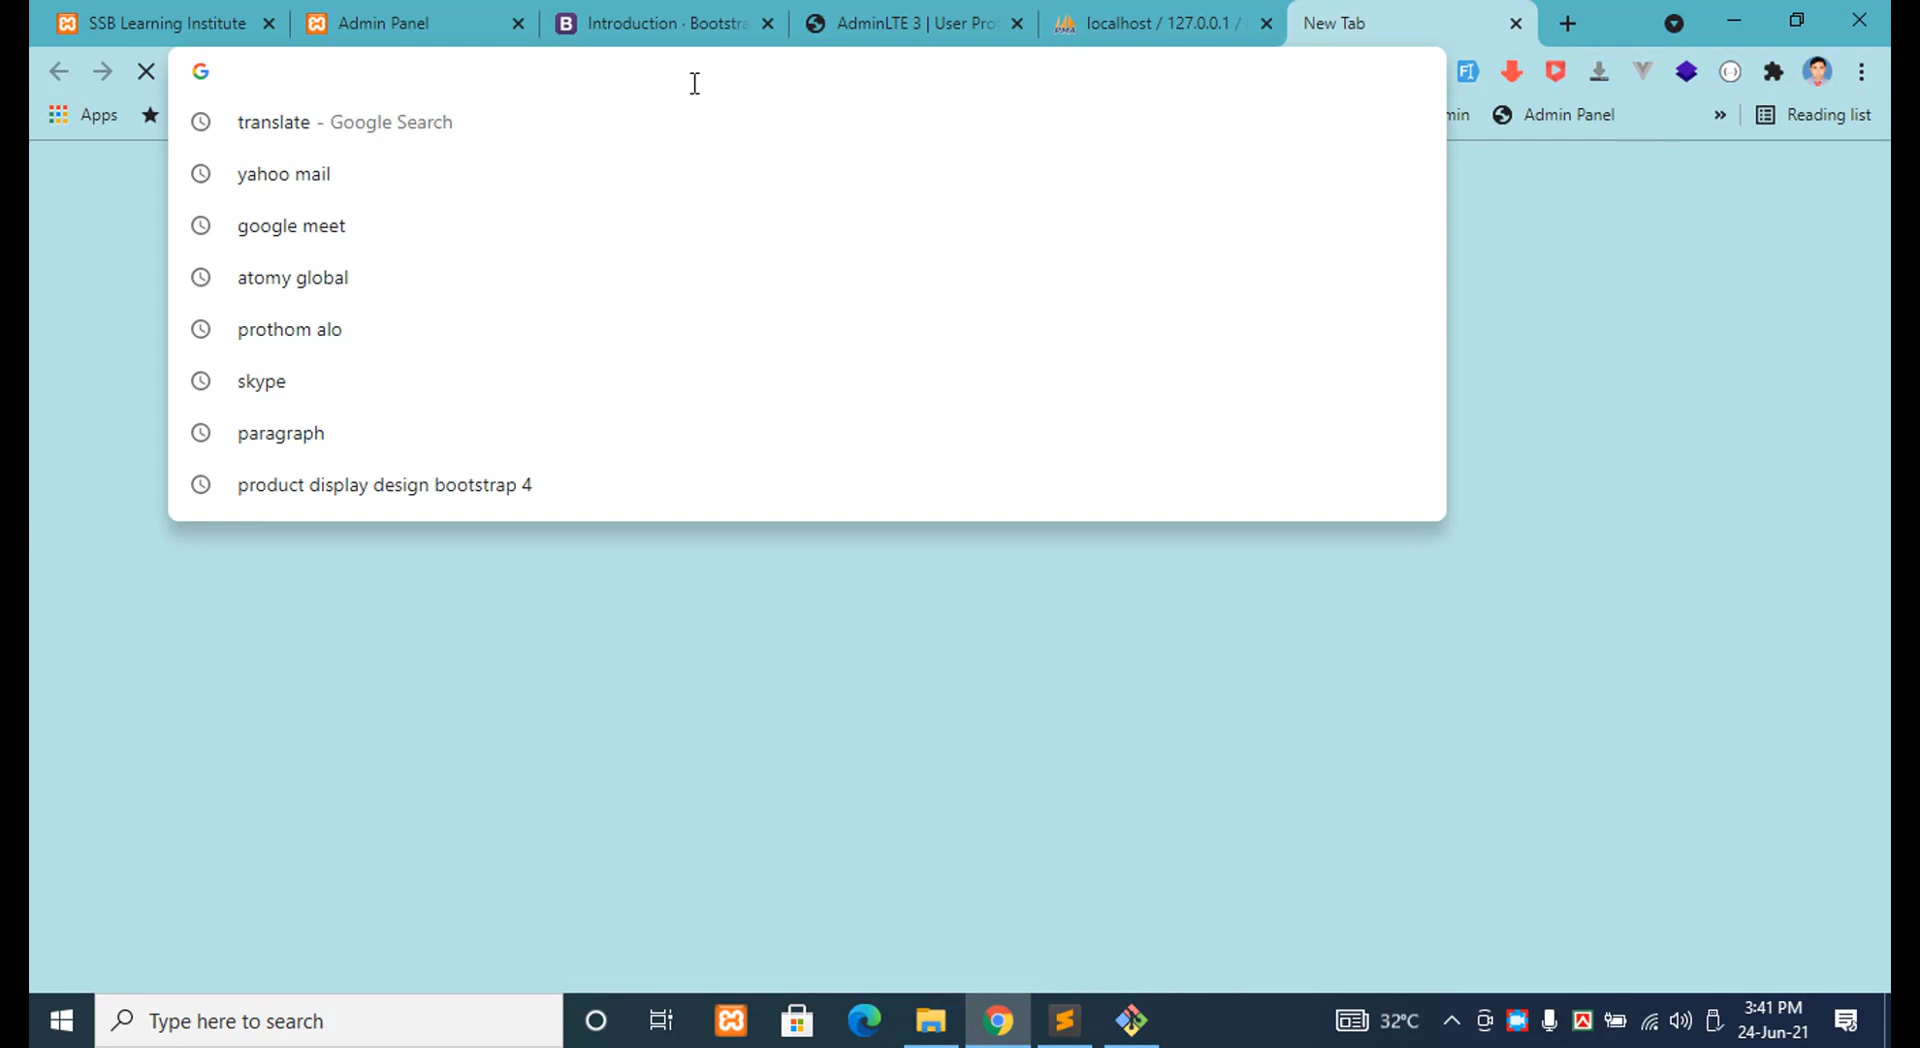 SSB Learning Institute
Admin Panel
Introduction · Bootstra
AdminLTE 3 | User Pro
localhost / 127.0.0.1 /
New Tab
Apps
min
Admin Panel
»
Reading list
translate - Google Search
yahoo mail
google meet
atomy global
prothom alo
skype
paragraph
product display design bootstrap 4
Type here to search
32°C
3:41 PM
24-Jun-21